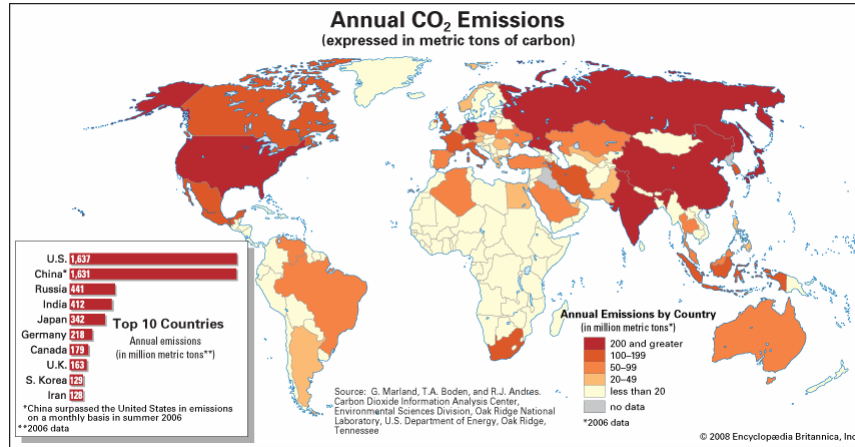 Annual CO₂ Emissions
(expressed in metric tons of carbon)
U.S. 1,637
China* 1,631
Russia 441
India 412
Japan 342
Germany 218
Canada 179
U.K. 163
S. Korea 129
Iran 128
Top 10 Countries
Annual emissions
(in million metric tons**)
*China surpassed the United States in emissions
on a monthly basis in summer 2006
**2006 data
Source: G. Marland, T.A. Boden, and R.J. Andres.
Carbon Dioxide Information Analysis Center,
Environmental Sciences Division, Oak Ridge National
Laboratory, U.S. Department of Energy, Oak Ridge,
Tennessee
Annual Emissions by Country
(in million metric tons*)
200 and greater
100–199
50–99
20–49
less than 20
no data
*2006 data
© 2008 Encyclopædia Britannica, Inc